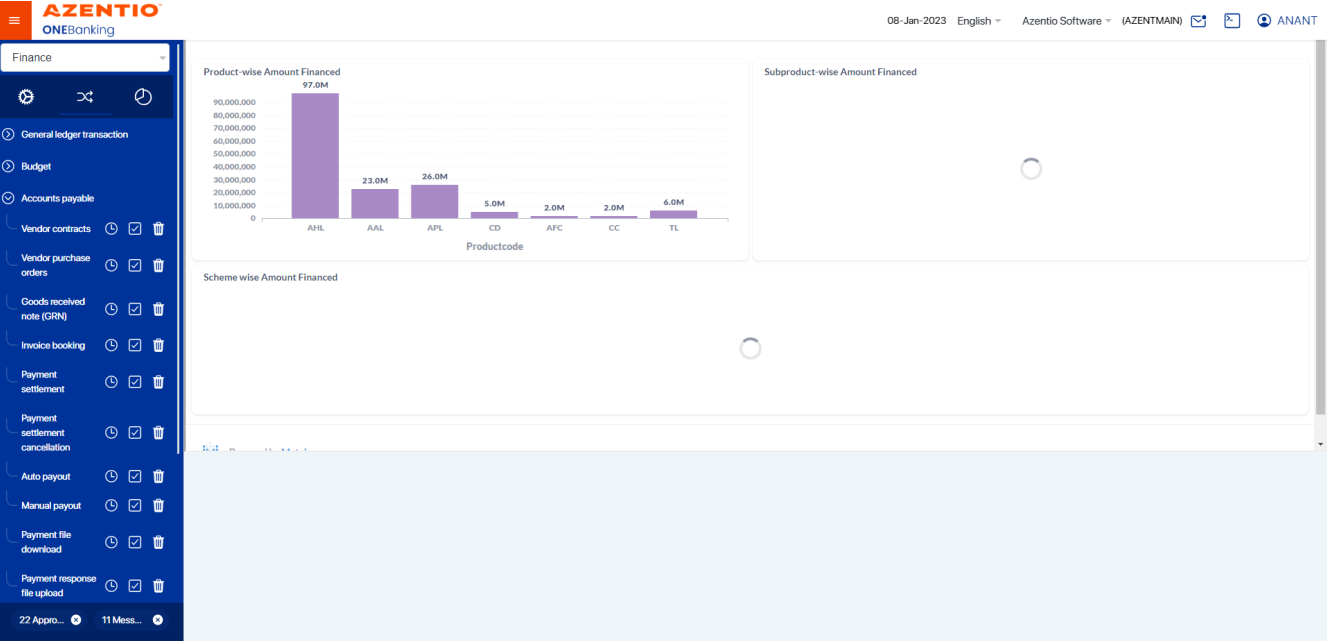 AZENTIO
ONEBanking
08-Jan-2023 English Azentio Software (AZENTMAIN) ANANT
Finance
General ledger transaction
Budget
Accounts payable
Vendor contracts
Vendor purchase
orders
Goods received
note (GRN)
Invoice booking
Payment
settlement
Payment
settlement
cancellation
Auto payout
Manual payout
Payment file
download
Payment response
file upload
22 Appro... 11 Mess...
Product-wise Amount Financed
97.0M
90,000,000
80,000,000
70,000,000
60,000,000
50,000,000
40,000,000
30,000,000
20,000,000
10,000,000
0
23.0M
26.0M
5.0M
2.0M
2.0M
6.0M
AHL AAL APL CD AFC CC TL
Productcode
Subproduct-wise Amount Financed
Scheme wise Amount Financed